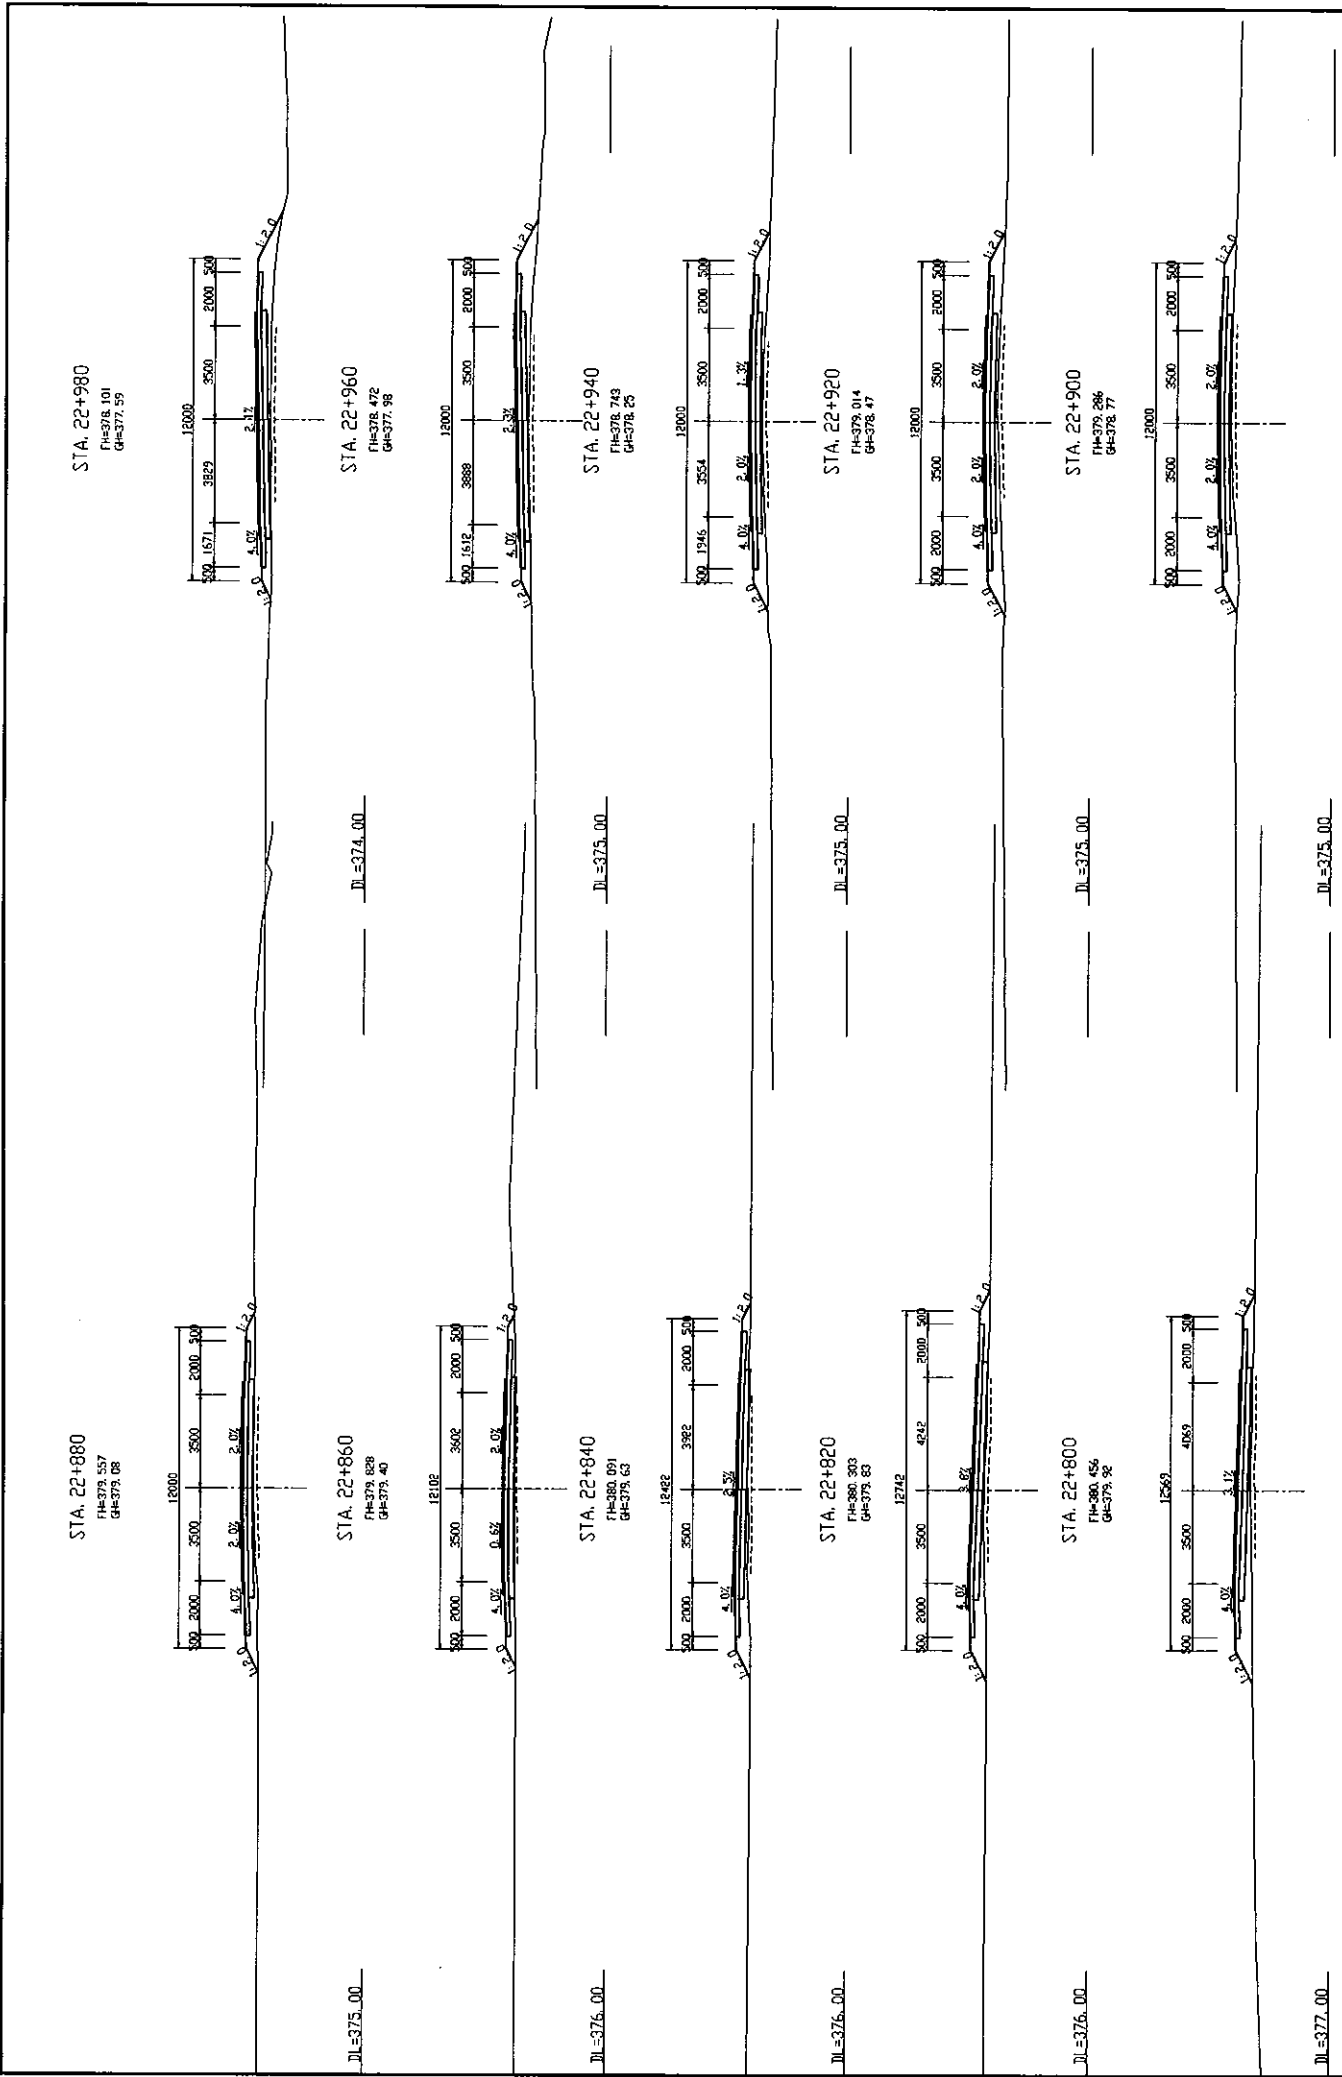 STA. 22+880
FH=379.557
GH=379.08
12000
500 2000 3500 3500 2000 500
1:2.0 4.0% 2.0% 2.0% 1:2.0
DL=375.00
STA. 22+860
FH=379.828
GH=379.40
12102
500 2000 3500 3602 2000 500
1:2.0 4.0% 0.6% 2.0% 1:2.0
DL=376.00
STA. 22+840
FH=380.091
GH=379.63
12422
500 2000 3500 3922 2000 500
1:2.0 4.0% 2.5% 1:2.0
DL=376.00
STA. 22+820
FH=380.303
GH=379.83
12742
500 2000 3500 4242 2000 500
1:2.0 4.0% 3.8% 1:2.0
DL=376.00
STA. 22+800
FH=380.456
GH=379.92
12569
500 2000 3500 4069 2000 500
1:2.0 4.0% 3.1% 1:2.0
DL=377.00
STA. 22+980
FH=378.101
GH=377.59
12000
500 1671 3829 3500 2000 500
1:2.0 4.0% 2.1% 1:2.0
DL=374.00
STA. 22+960
FH=378.472
GH=377.98
12000
500 1612 3888 3500 2000 500
1:2.0 4.0% 2.3% 1:2.0
DL=375.00
STA. 22+940
FH=378.743
GH=378.25
12000
500 1946 3554 3500 2000 500
1:2.0 4.0% 2.0% 1.3% 1:2.0
DL=375.00
STA. 22+920
FH=379.014
GH=378.47
12000
500 2000 3500 3500 2000 500
1:2.0 4.0% 2.0% 2.0% 1:2.0
DL=375.00
STA. 22+900
FH=379.286
GH=378.77
12000
500 2000 3500 3500 2000 500
1:2.0 4.0% 2.0% 2.0% 1:2.0
DL=375.00